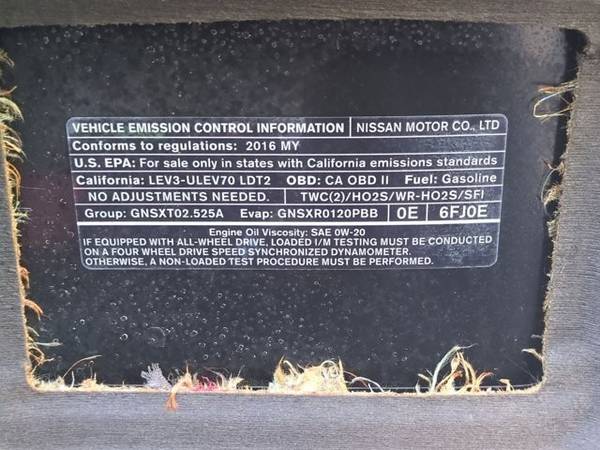 VEHICLE EMISSION CONTROL INFORMATION NISSAN MOTOR CO., LTD
Conforms to regulations: 2016 MY
U.S. EPA: For sale only in states with California emissions standards
California: LEV3-ULEV70 LDT2 OBD: CA OBD II Fuel: Gasoline
NO ADJUSTMENTS NEEDED. TWC(2)/HO2S/WR-HO2S/SFI
Group: GNSXT02.525A Evap: GNSXR0120PBB 0E 6FJ0E
Engine Oil Viscosity: SAE 0W-20
IF EQUIPPED WITH ALL-WHEEL DRIVE, LOADED I/M TESTING MUST BE CONDUCTED
ON A FOUR WHEEL DRIVE SPEED SYNCHRONIZED DYNAMOMETER.
OTHERWISE, A NON-LOADED TEST PROCEDURE MUST BE PERFORMED.